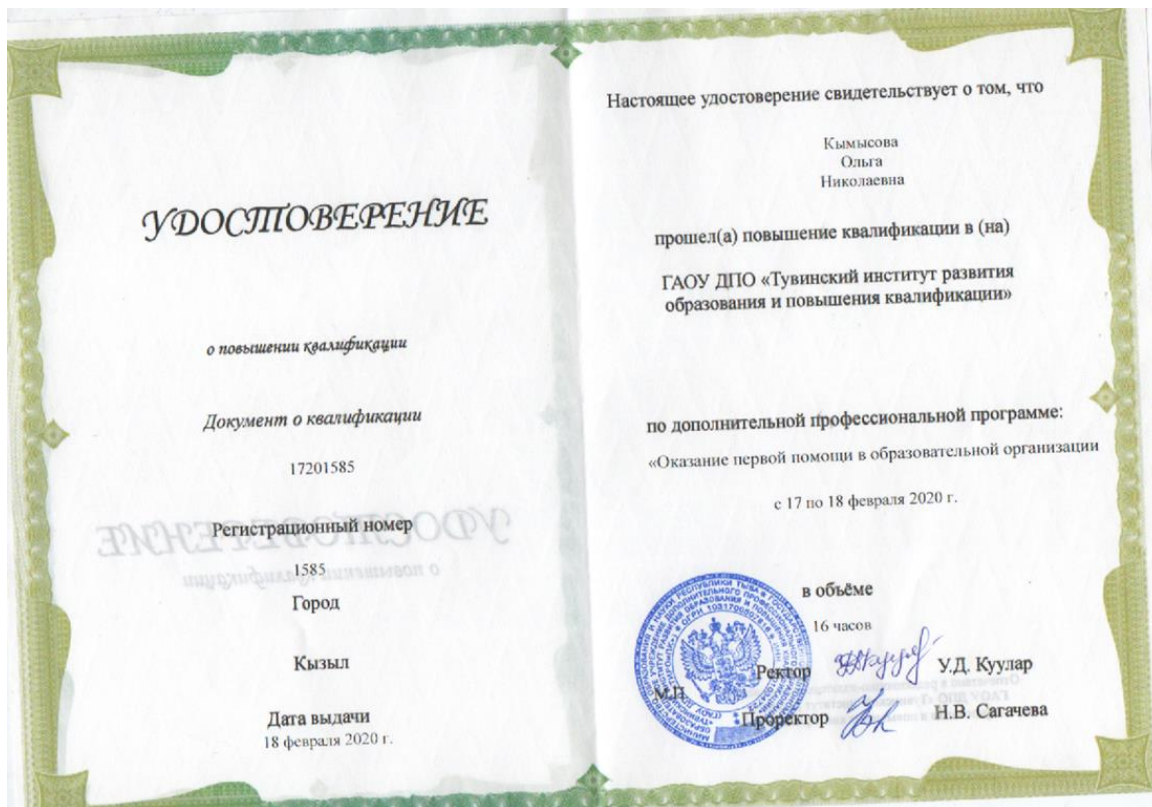 УДОСТОВЕРЕНИЕ
о повышении квалификации
Документ о квалификации
17201585
Регистрационный номер
1585
Город
Кызыл
Дата выдачи
18 февраля 2020 г.
Настоящее удостоверение свидетельствует о том, что
Кымысова
Ольга
Николаевна
прошел(а) повышение квалификации в (на)
ГАОУ ДПО «Тувинский институт развития
образования и повышения квалификации»
по дополнительной профессиональной программе:
«Оказание первой помощи в образовательной организации
с 17 по 18 февраля 2020 г.
в объёме
16 часов
Ректор У.Д. Куулар
М.П.
Проректор Н.В. Сагачева